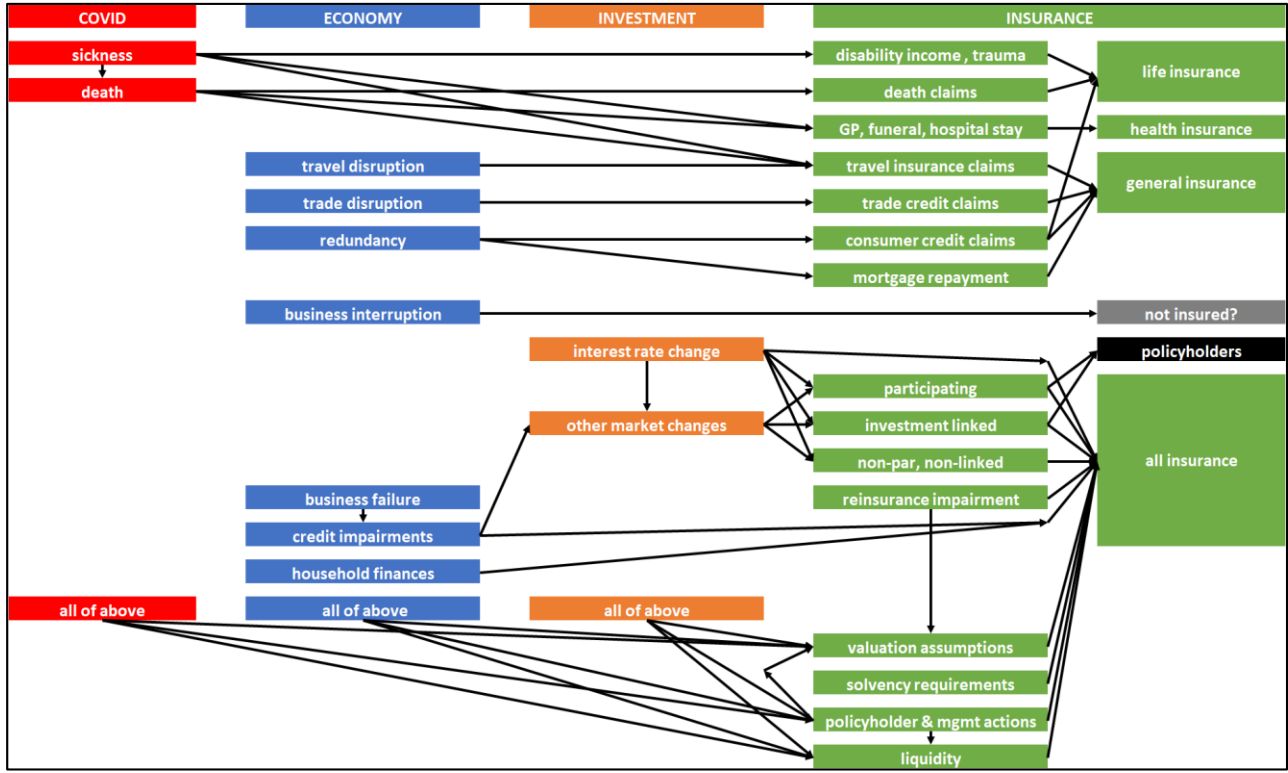 COVID
ECONOMY
INVESTMENT
INSURANCE
sickness
disability income , trauma
life insurance
death
death claims
GP, funeral, hospital stay
health insurance
travel disruption
travel insurance claims
general insurance
trade disruption
trade credit claims
redundancy
consumer credit claims
mortgage repayment
business interruption
not insured?
interest rate change
policyholders
participating
other market changes
investment linked
non-par, non-linked
all insurance
business failure
reinsurance impairment
credit impairments
household finances
all of above
all of above
all of above
valuation assumptions
solvency requirements
policyholder & mgmt actions
liquidity